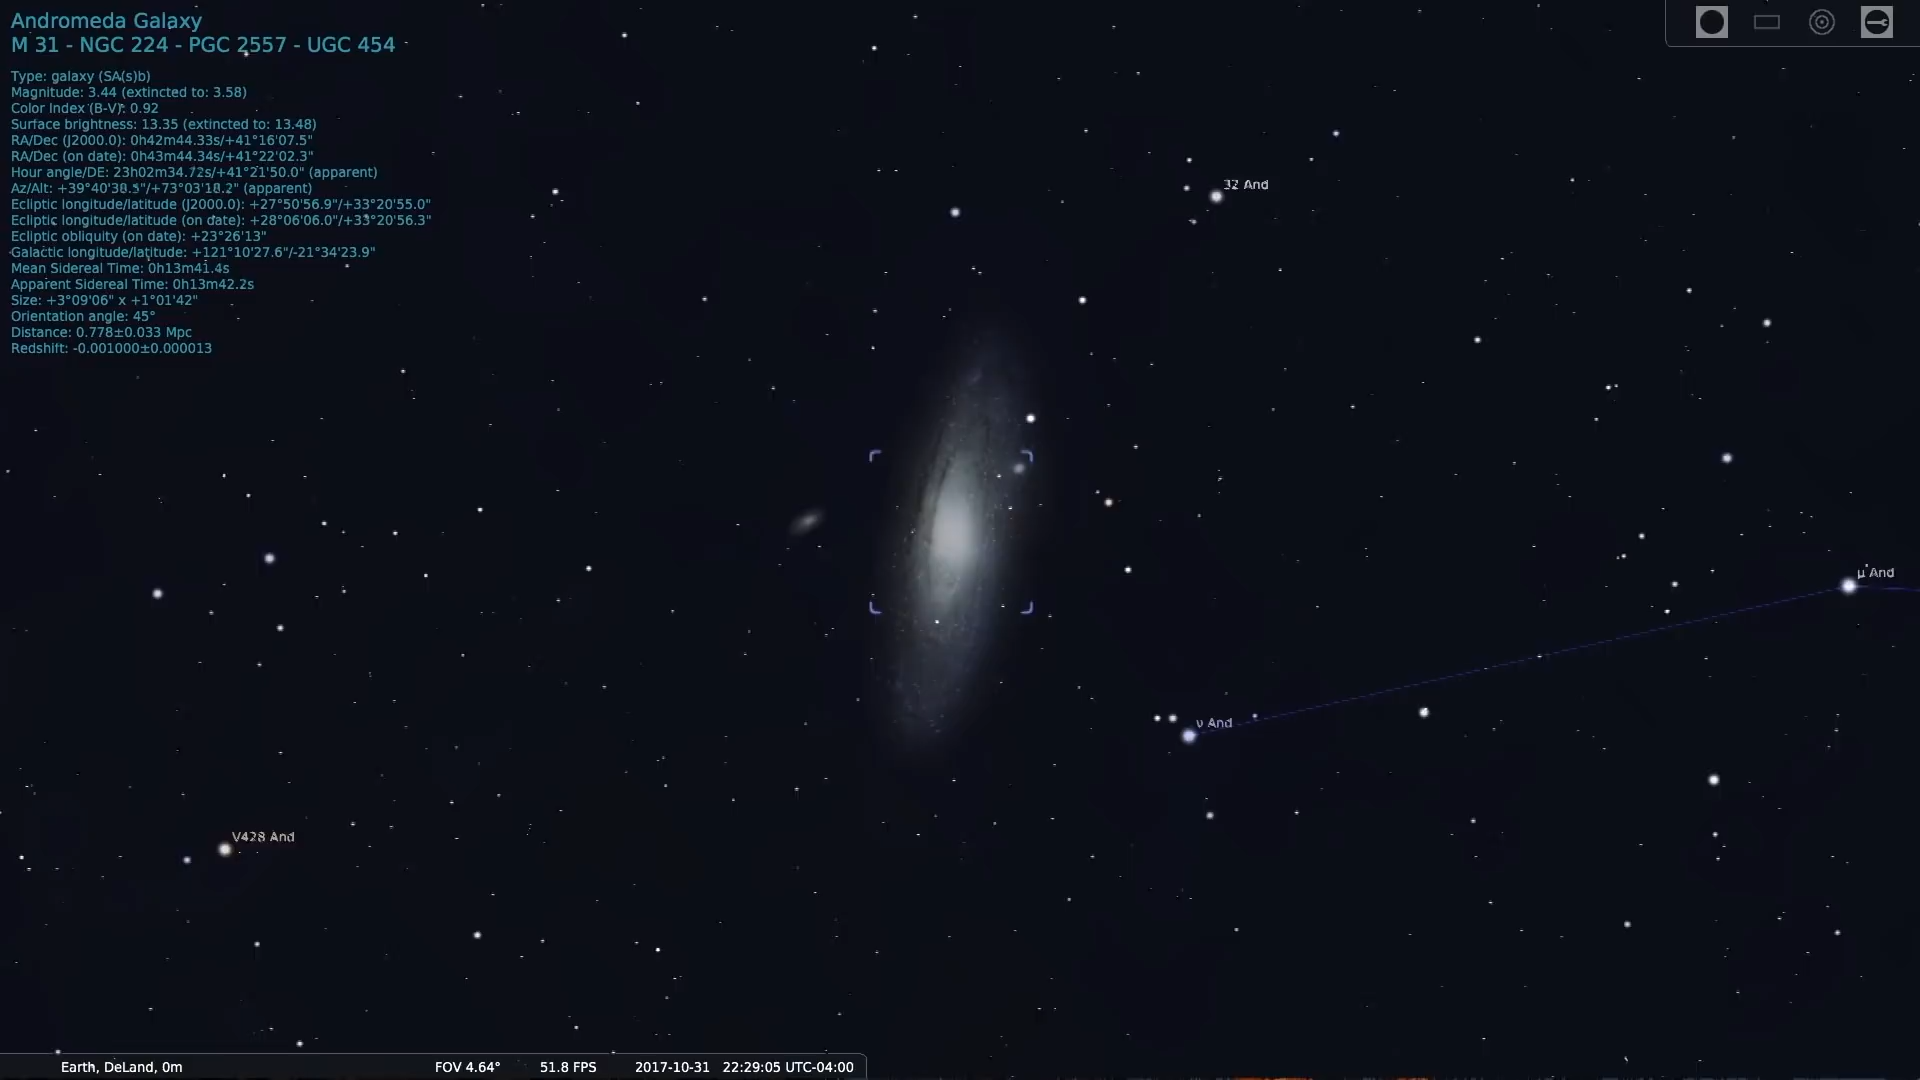 Andromeda Galaxy
M 31 - NGC 224 - PGC 2557 - UGC 454
Type: galaxy (SA(s)b)
Magnitude: 3.44 (extincted to: 3.58)
Color Index (B-V): 0.92
Surface brightness: 13.35 (extincted to: 13.48)
RA/Dec (J2000.0): 0h42m44.33s/+41°16'07.5"
RA/Dec (on date): 0h43m44.34s/+41°22'02.3"
Hour angle/DE: 23h02m34.72s/+41°21'50.0" (apparent)
Az/Alt: +39°40'38.5"/+73°03'18.2" (apparent)
Ecliptic longitude/latitude (J2000.0): +27°50'56.9"/+33°20'55.0"
Ecliptic longitude/latitude (on date): +28°06'06.0"/+33°20'56.3"
Ecliptic obliquity (on date): +23°26'13"
Galactic longitude/latitude: +121°10'27.6"/-21°34'23.9"
Mean Sidereal Time: 0h13m41.4s
Apparent Sidereal Time: 0h13m42.2s
Size: +3°09'06" x +1°01'42"
Orientation angle: 45°
Distance: 0.778±0.033 Mpc
Redshift: -0.001000±0.000013
32 And
μ And
ν And
V428 And
Earth, DeLand, 0m FOV 4.64° 51.8 FPS 2017-10-31 22:29:05 UTC-04:00